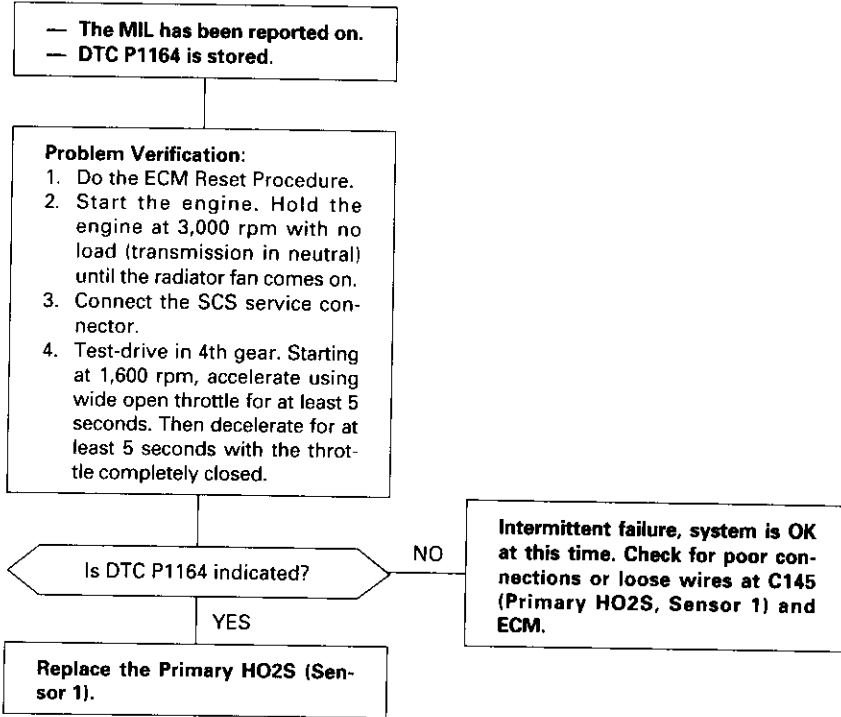 — The MIL has been reported on.
— DTC P1164 is stored.
Problem Verification:
1. Do the ECM Reset Procedure.
2. Start the engine. Hold the
engine at 3,000 rpm with no
load (transmission in neutral)
until the radiator fan comes on.
3. Connect the SCS service con-
nector.
4. Test-drive in 4th gear. Starting
at 1,600 rpm, accelerate using
wide open throttle for at least 5
seconds. Then decelerate for at
least 5 seconds with the throt-
tle completely closed.
Is DTC P1164 indicated?
NO
Intermittent failure, system is OK
at this time. Check for poor con-
nections or loose wires at C145
(Primary HO2S, Sensor 1) and
ECM.
YES
Replace the Primary HO2S (Sen-
sor 1).